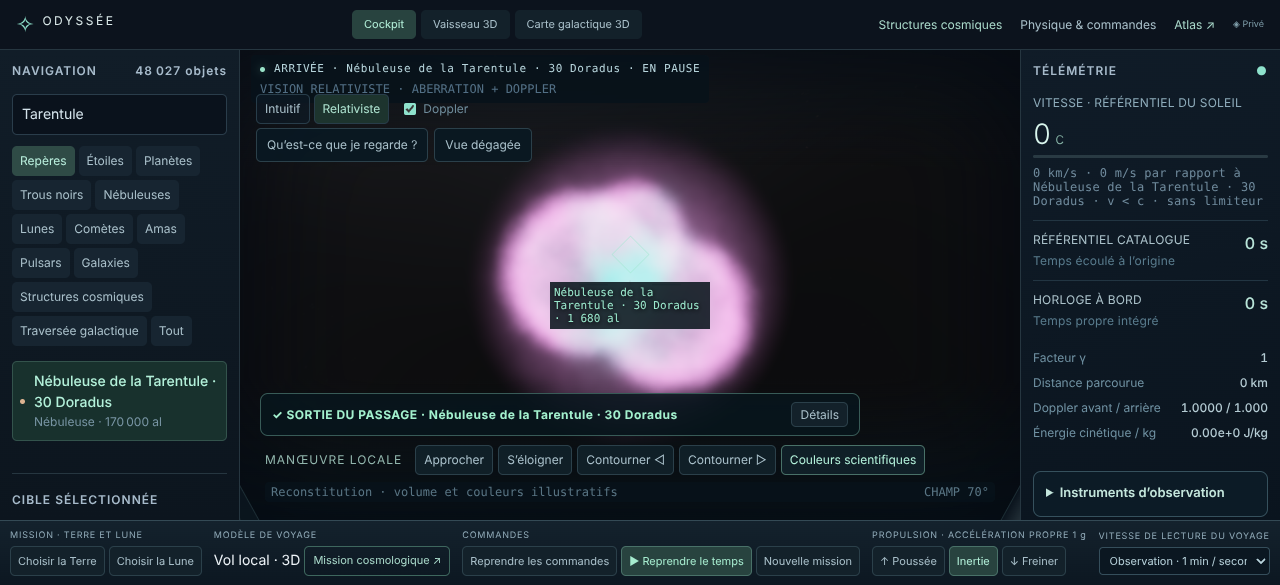 ODYSSÉE
Cockpit
Vaisseau 3D
Carte galactique 3D
Structures cosmiques
Physique & commandes
Atlas ↗
◈ Privé
NAVIGATION
48 027 objets
Tarentule
Repères
Étoiles
Planètes
Trous noirs
Nébuleuses
Lunes
Comètes
Amas
Pulsars
Galaxies
Structures cosmiques
Traversée galactique
Tout
Nébuleuse de la Tarentule ·
30 Doradus
Nébuleuse · 170 000 al
CIBLE SÉLECTIONNÉE
ARRIVÉE · Nébuleuse de la Tarentule · 30 Doradus · EN PAUSE
VISION RELATIVISTE · ABERRATION + DOPPLER
Intuitif
Relativiste
Doppler
Qu’est-ce que je regarde ?
Vue dégagée
Nébuleuse de la
Tarentule · 30 Doradus
· 1 680 al
✓ SORTIE DU PASSAGE · Nébuleuse de la Tarentule · 30 Doradus
Détails
MANŒUVRE LOCALE
Approcher
S’éloigner
Contourner ◁
Contourner ▷
Couleurs scientifiques
Reconstitution · volume et couleurs illustratifs
CHAMP 70°
TÉLÉMÉTRIE
VITESSE · RÉFÉRENTIEL DU SOLEIL
0 c
0 km/s · 0 m/s par rapport à
Nébuleuse de la Tarentule · 30
Doradus · v < c · sans limiteur
RÉFÉRENTIEL CATALOGUE
0 s
Temps écoulé à l’origine
HORLOGE À BORD
0 s
Temps propre intégré
Facteur γ
1
Distance parcourue
0 km
Doppler avant / arrière
1.0000 / 1.000
Énergie cinétique / kg
0.00e+0 J/kg
▶ Instruments d’observation
MISSION · TERRE ET LUNE
Choisir la Terre
Choisir la Lune
MODÈLE DE VOYAGE
Vol local · 3D
Mission cosmologique ↗
COMMANDES
Reprendre les commandes
▶ Reprendre le temps
Nouvelle mission
PROPULSION · ACCÉLÉRATION PROPRE 1 g
↑ Poussée
Inertie
↓ Freiner
VITESSE DE LECTURE DU VOYAGE
Observation · 1 min / secor